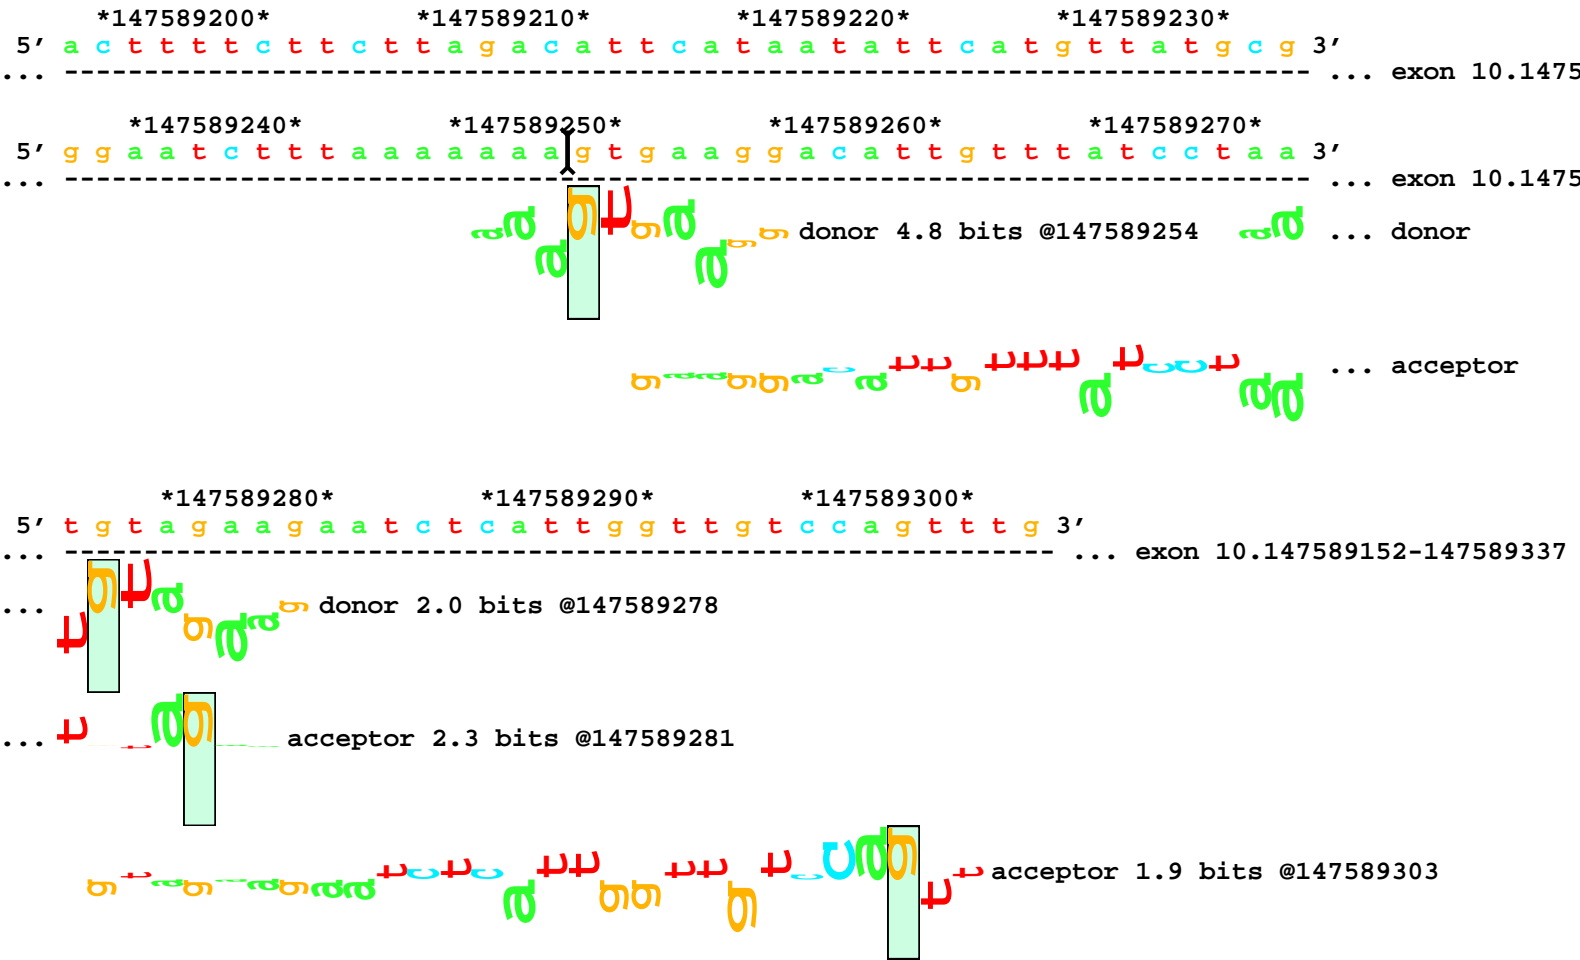 *147589200* *147589210* *147589220* *147589230*
5′ a c t t t t c t t c t t a g a c a t t c a t a a t a t t c a t g t t a t g c g 3′
... ------------------------------------------------------------------------------ ... exon 10.1475
*147589240* *147589250* *147589260* *147589270*
5′ g g a a t c t t t a a a a a a a g t g a a g g a c a t t g t t t a t c c t a a 3′
... ------------------------------------------------------------------------------ ... exon 10.1475
a a a g t g a a g g donor 4.8 bits @147589254 a a ... donor
g a a g g a c a t t g t t t a t c c t a a ... acceptor
*147589280* *147589290* *147589300*
5′ t g t a g a a g a a t c t c a t t g g t t g t c c a g t t t g 3′
... -------------------------------------------------------------- ... exon 10.147589152-147589337
... t g t a g a a g donor 2.0 bits @147589278
... t t a g acceptor 2.3 bits @147589281
g t a g a a g a a t c t c a t t g g t t g t c c a g t t acceptor 1.9 bits @147589303